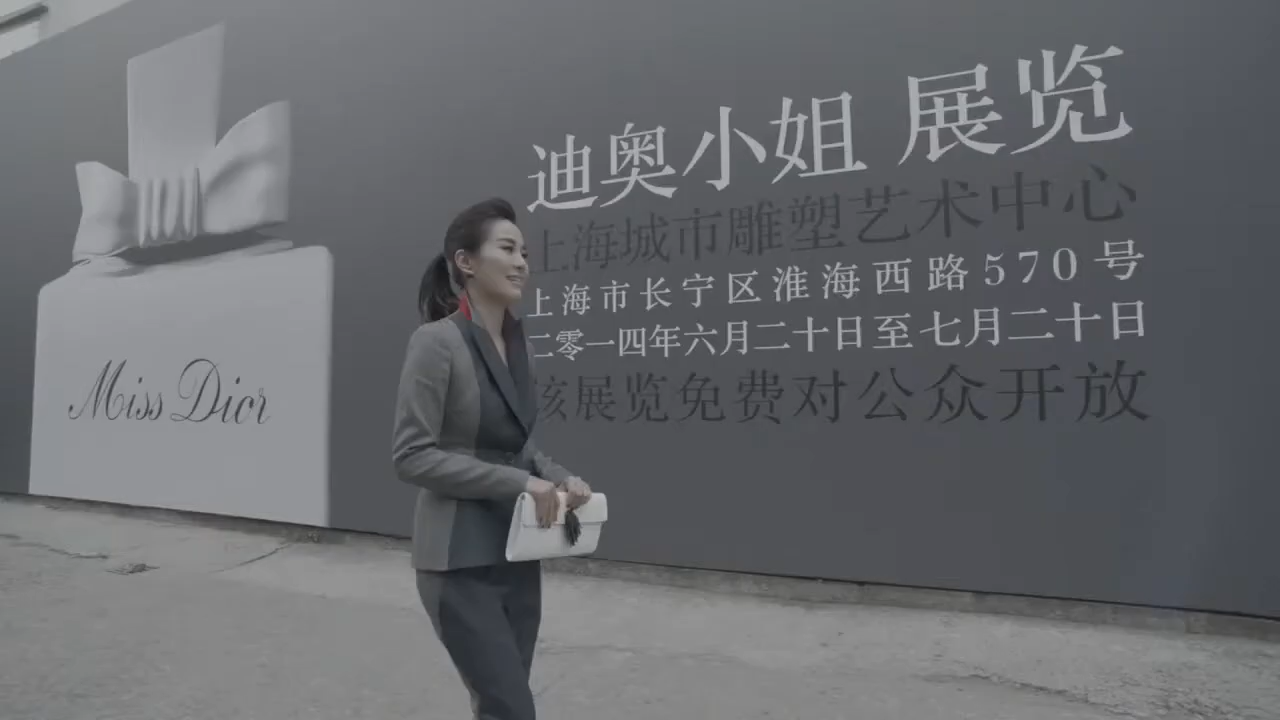 Miss Dior
迪奥小姐 展览
上海城市雕塑艺术中心
上海市长宁区淮海西路570号
二零一四年六月二十日至七月二十日
该展览免费对公众开放